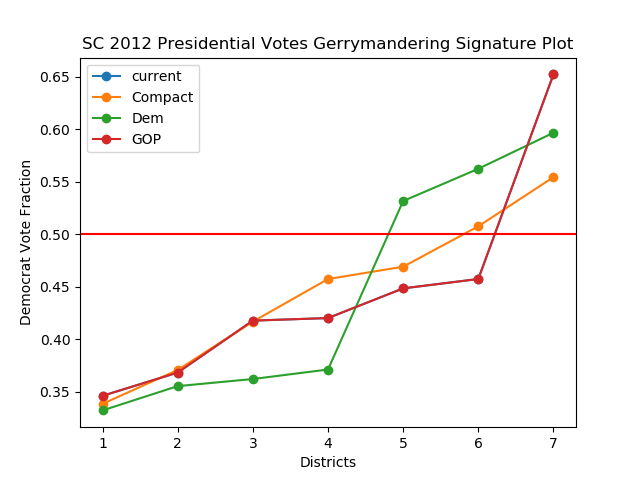 SC 2012 Presidential Votes Gerrymandering Signature Plot
current
Compact
Dem
GOP
Democrat Vote Fraction
0.65
0.60
0.55
0.50
0.45
0.40
0.35
1 2 3 4 5 6 7
Districts